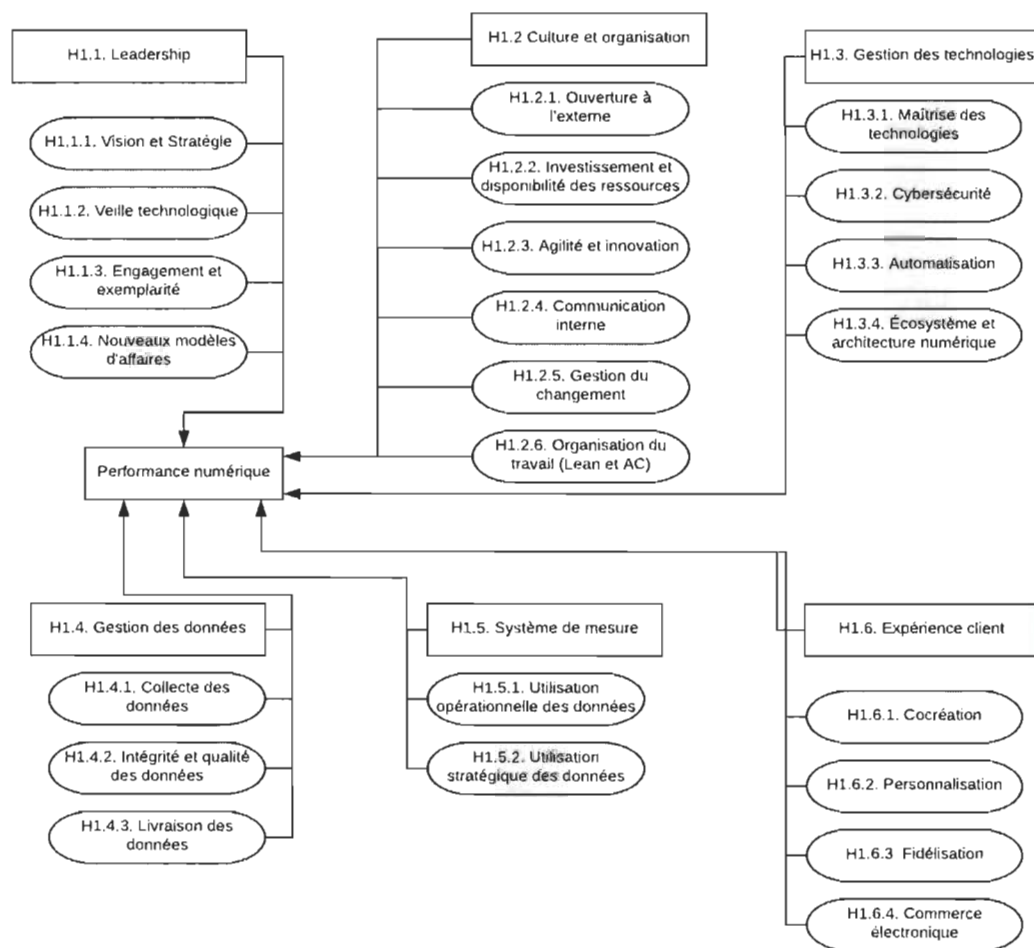 H1.1. Leadership
H1.1.1. Vision et Stratégie
H1.1.2. Veille technologique
H1.1.3. Engagement et
exemplarité
H1.1.4. Nouveaux modèles
d'affaires
H1.2 Culture et organisation
H1.2.1. Ouverture à
l'externe
H1.2.2. Investissement et
disponibilité des ressources
H1.2.3. Agilité et innovation
H1.2.4. Communication
interne
H1.2.5. Gestion du
changement
H1.2.6. Organisation du
travail (Lean et AC)
H1.3. Gestion des technologies
H1.3.1. Maîtrise des
technologies
H1.3.2. Cybersécurité
H1.3.3. Automatisation
H1.3.4. Écosystème et
architecture numérique
Performance numérique
H1.4. Gestion des données
H1.4.1. Collecte des
données
H1.4.2. Intégrité et qualité
des données
H1.4.3. Livraison des
données
H1.5. Système de mesure
H1.5.1. Utilisation
opérationnelle des données
H1.5.2. Utilisation
stratégique des données
H1.6. Expérience client
H1.6.1. Cocréation
H1.6.2. Personnalisation
H1.6.3 Fidélisation
H1.6.4. Commerce
électronique